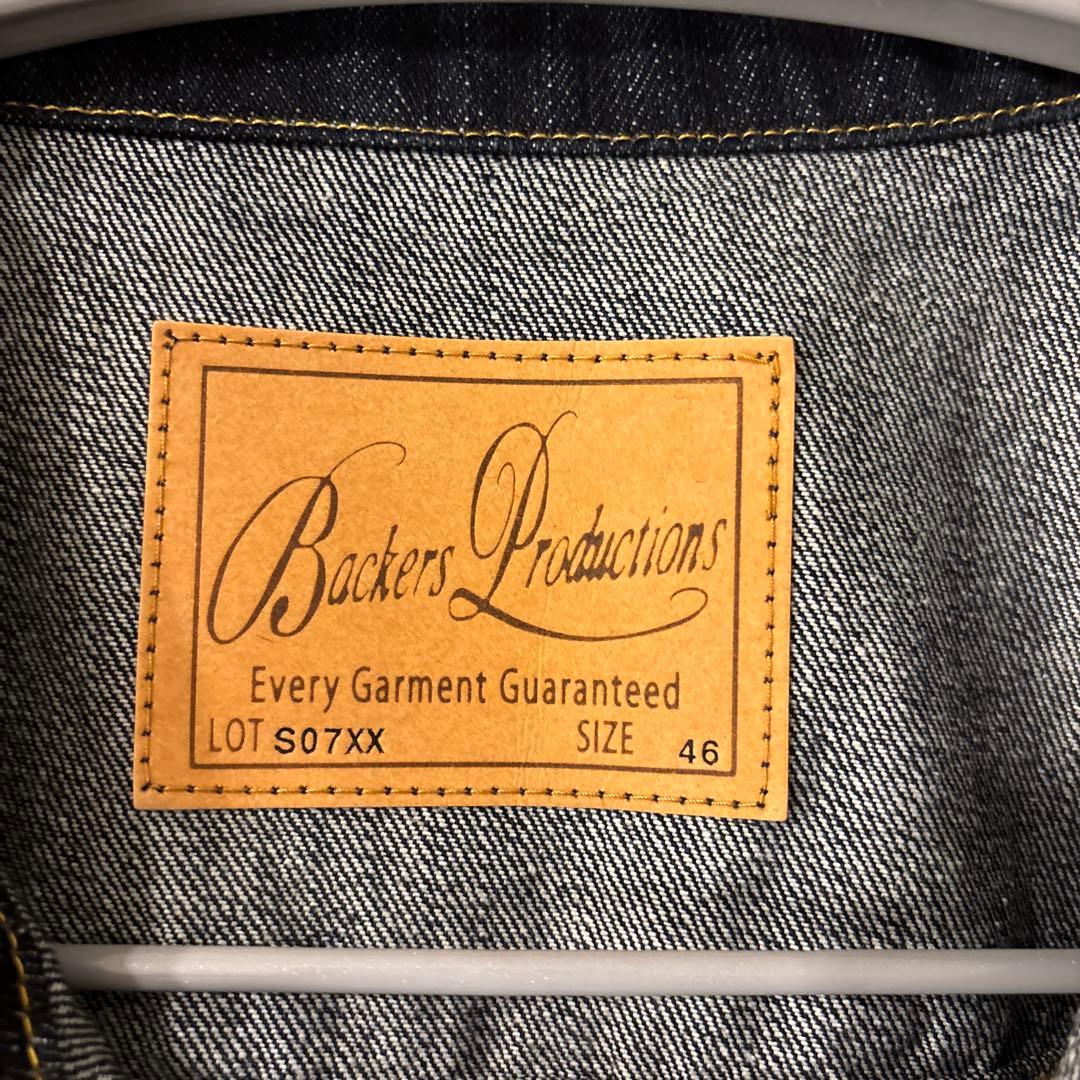 Backers Productions
Every Garment Guaranteed
LOT S07XX SIZE 46